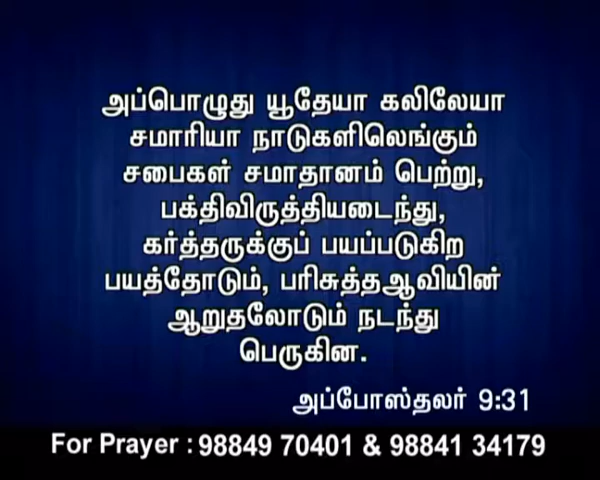 அப்பொழுது யூதேயா கலிலேயா
சமாரியா நாடுகளிலெங்கும்
சபைகள் சமாதானம் பெற்று,
பக்திவிருத்தியடைந்து,
கர்த்தருக்குப் பயப்படுகிற
பயத்தோடும், பரிசுத்தஆவியின்
ஆறுதலோடும் நடந்து
பெருகின.
அப்போஸ்தலர் 9:31
For Prayer : 98849 70401 & 98841 34179